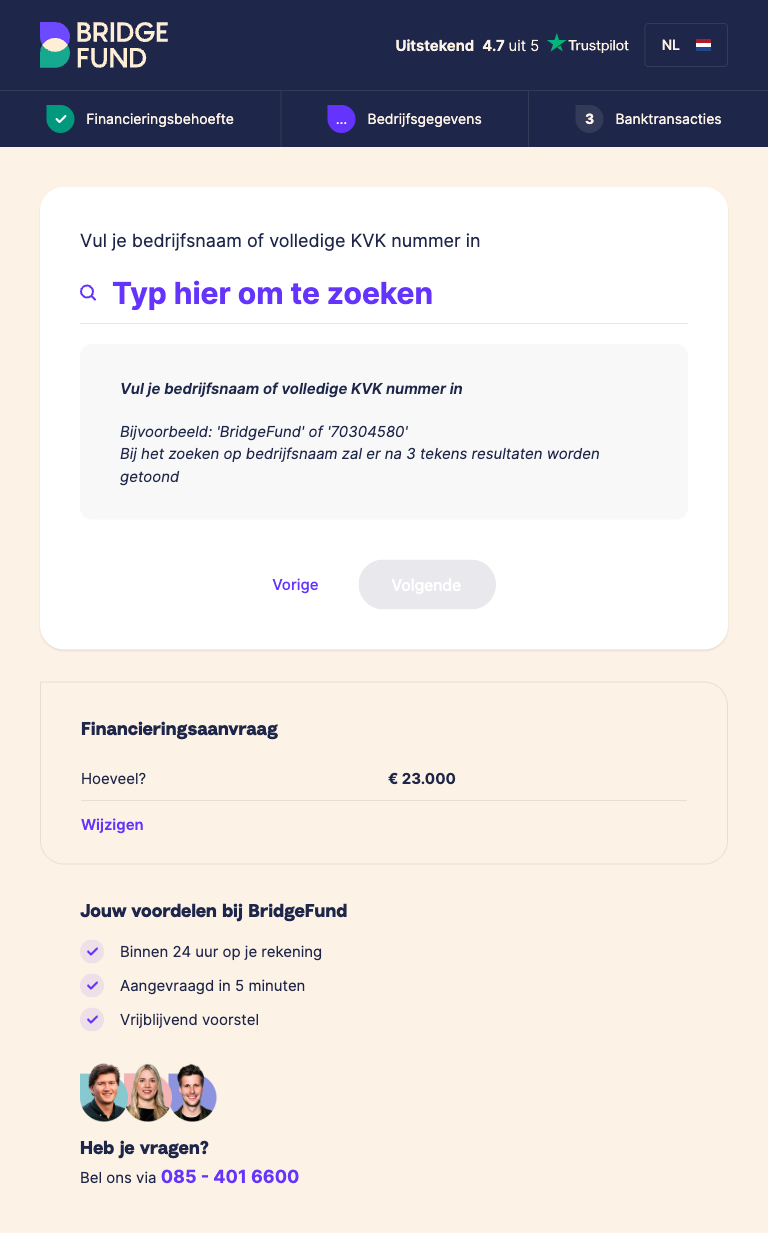 BRIDGE
FUND
Uitstekend 4.7 uit 5 Trustpilot
NL
Financieringsbehoefte
... Bedrijfsgegevens
3 Banktransacties
Vul je bedrijfsnaam of volledige KVK nummer in
Typ hier om te zoeken
Vul je bedrijfsnaam of volledige KVK nummer in
Bijvoorbeeld: 'BridgeFund' of '70304580'
Bij het zoeken op bedrijfsnaam zal er na 3 tekens resultaten worden
getoond
Vorige
Volgende
Financieringsaanvraag
Hoeveel? € 23.000
Wijzigen
Jouw voordelen bij BridgeFund
Binnen 24 uur op je rekening
Aangevraagd in 5 minuten
Vrijblijvend voorstel
Heb je vragen?
Bel ons via 085 - 401 6600